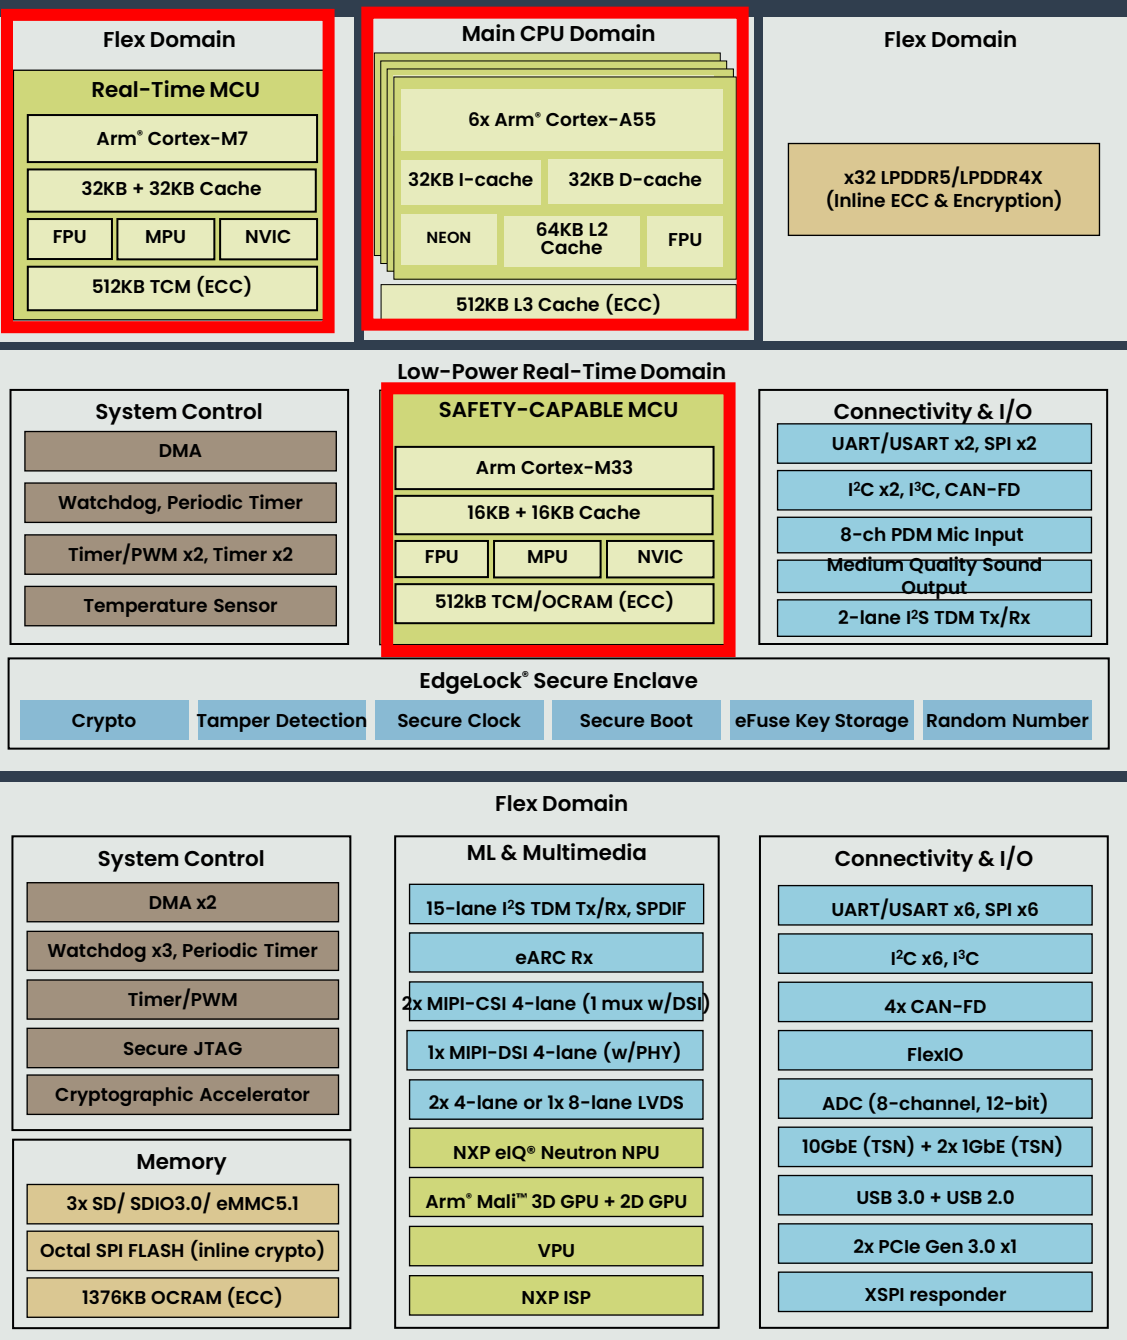 Flex Domain
Real-Time MCU
Arm® Cortex-M7
32KB + 32KB Cache
FPU
MPU
NVIC
512KB TCM (ECC)
Main CPU Domain
6x Arm® Cortex-A55
32KB I-cache
32KB D-cache
NEON
64KB L2
Cache
FPU
512KB L3 Cache (ECC)
Flex Domain
x32 LPDDR5/LPDDR4X
(Inline ECC & Encryption)
Low-Power Real-Time Domain
System Control
DMA
Watchdog, Periodic Timer
Timer/PWM x2, Timer x2
Temperature Sensor
SAFETY-CAPABLE MCU
Arm Cortex-M33
16KB + 16KB Cache
FPU
MPU
NVIC
512kB TCM/OCRAM (ECC)
Connectivity & I/O
UART/USART x2, SPI x2
I²C x2, I³C, CAN-FD
8-ch PDM Mic Input
Medium Quality Sound
Output
2-lane I²S TDM Tx/Rx
EdgeLock® Secure Enclave
Crypto
Tamper Detection
Secure Clock
Secure Boot
eFuse Key Storage
Random Number
Flex Domain
System Control
DMA x2
Watchdog x3, Periodic Timer
Timer/PWM
Secure JTAG
Cryptographic Accelerator
Memory
3x SD/ SDIO3.0/ eMMC5.1
Octal SPI FLASH (inline crypto)
1376KB OCRAM (ECC)
ML & Multimedia
15-lane I²S TDM Tx/Rx, SPDIF
eARC Rx
2x MIPI-CSI 4-lane (1 mux w/DSI)
1x MIPI-DSI 4-lane (w/PHY)
2x 4-lane or 1x 8-lane LVDS
NXP eIQ® Neutron NPU
Arm® Mali™ 3D GPU + 2D GPU
VPU
NXP ISP
Connectivity & I/O
UART/USART x6, SPI x6
I²C x6, I³C
4x CAN-FD
FlexIO
ADC (8-channel, 12-bit)
10GbE (TSN) + 2x 1GbE (TSN)
USB 3.0 + USB 2.0
2x PCIe Gen 3.0 x1
XSPI responder